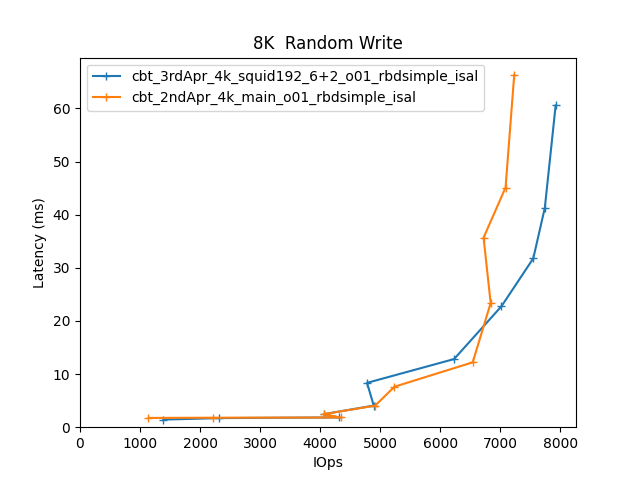 8K  Random Write
cbt_3rdApr_4k_squid192_6+2_o01_rbdsimple_isal
cbt_2ndApr_4k_main_o01_rbdsimple_isal
Latency (ms)
60
50
40
30
20
10
0
0 1000 2000 3000 4000 5000 6000 7000 8000
IOps